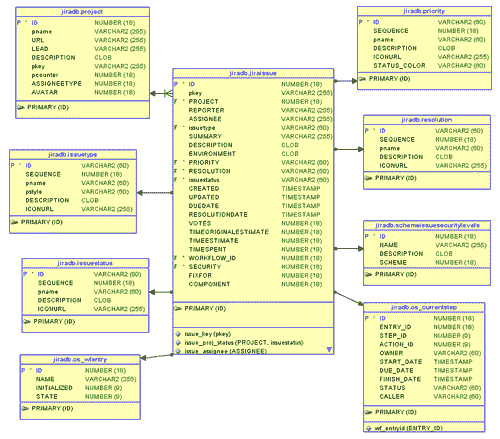 jiradb.project
P * ID NUMBER (18)
pname VARCHAR2 (255)
URL VARCHAR2 (255)
LEAD VARCHAR2 (255)
DESCRIPTION CLOB
pkey VARCHAR2 (255)
pcounter NUMBER (18)
ASSIGNEETYPE NUMBER (18)
AVATAR NUMBER (18)
PRIMARY (ID)
jiradb.issuetype
P * ID VARCHAR2 (60)
SEQUENCE NUMBER (18)
pname VARCHAR2 (60)
pstyle VARCHAR2 (60)
DESCRIPTION CLOB
ICONURL VARCHAR2 (255)
PRIMARY (ID)
jiradb.issuestatus
P * ID VARCHAR2 (60)
SEQUENCE NUMBER (18)
pname VARCHAR2 (60)
DESCRIPTION CLOB
ICONURL VARCHAR2 (255)
PRIMARY (ID)
jiradb.os_wfentry
P * ID NUMBER (18)
NAME VARCHAR2 (255)
INITIALIZED NUMBER (9)
STATE NUMBER (9)
PRIMARY (ID)
jiradb.jiraissue
P * ID NUMBER (18)
pkey VARCHAR2 (255)
F * PROJECT NUMBER (18)
REPORTER VARCHAR2 (255)
ASSIGNEE VARCHAR2 (255)
F * issuetype VARCHAR2 (60)
SUMMARY VARCHAR2 (255)
DESCRIPTION CLOB
ENVIRONMENT CLOB
F * PRIORITY VARCHAR2 (60)
F * RESOLUTION VARCHAR2 (60)
F * issuestatus VARCHAR2 (60)
CREATED TIMESTAMP
UPDATED TIMESTAMP
DUEDATE TIMESTAMP
RESOLUTIONDATE TIMESTAMP
VOTES NUMBER (18)
TIMEORIGINALESTIMATE NUMBER (18)
TIMEESTIMATE NUMBER (18)
TIMESPENT NUMBER (18)
F * WORKFLOW_ID NUMBER (18)
F * SECURITY NUMBER (18)
FIXFOR NUMBER (18)
COMPONENT NUMBER (18)
PRIMARY (ID)
issue_key (pkey)
issue_proj_status (PROJECT, issuestatus)
issue_assignee (ASSIGNEE)
jiradb.priority
P * ID VARCHAR2 (60)
SEQUENCE NUMBER (18)
pname VARCHAR2 (60)
DESCRIPTION CLOB
ICONURL VARCHAR2 (255)
STATUS_COLOR VARCHAR2 (60)
PRIMARY (ID)
jiradb.resolution
P * ID VARCHAR2 (60)
SEQUENCE NUMBER (18)
pname VARCHAR2 (60)
DESCRIPTION CLOB
ICONURL VARCHAR2 (255)
PRIMARY (ID)
jiradb.schemeissuesecuritylevels
P * ID NUMBER (18)
NAME VARCHAR2 (255)
DESCRIPTION CLOB
SCHEME NUMBER (18)
PRIMARY (ID)
jiradb.os_currentstep
P * ID NUMBER (18)
ENTRY_ID NUMBER (18)
STEP_ID NUMBER (9)
ACTION_ID NUMBER (9)
OWNER VARCHAR2 (60)
START_DATE TIMESTAMP
DUE_DATE TIMESTAMP
FINISH_DATE TIMESTAMP
STATUS VARCHAR2 (60)
CALLER VARCHAR2 (60)
PRIMARY (ID)
wf_entryid (ENTRY_ID)